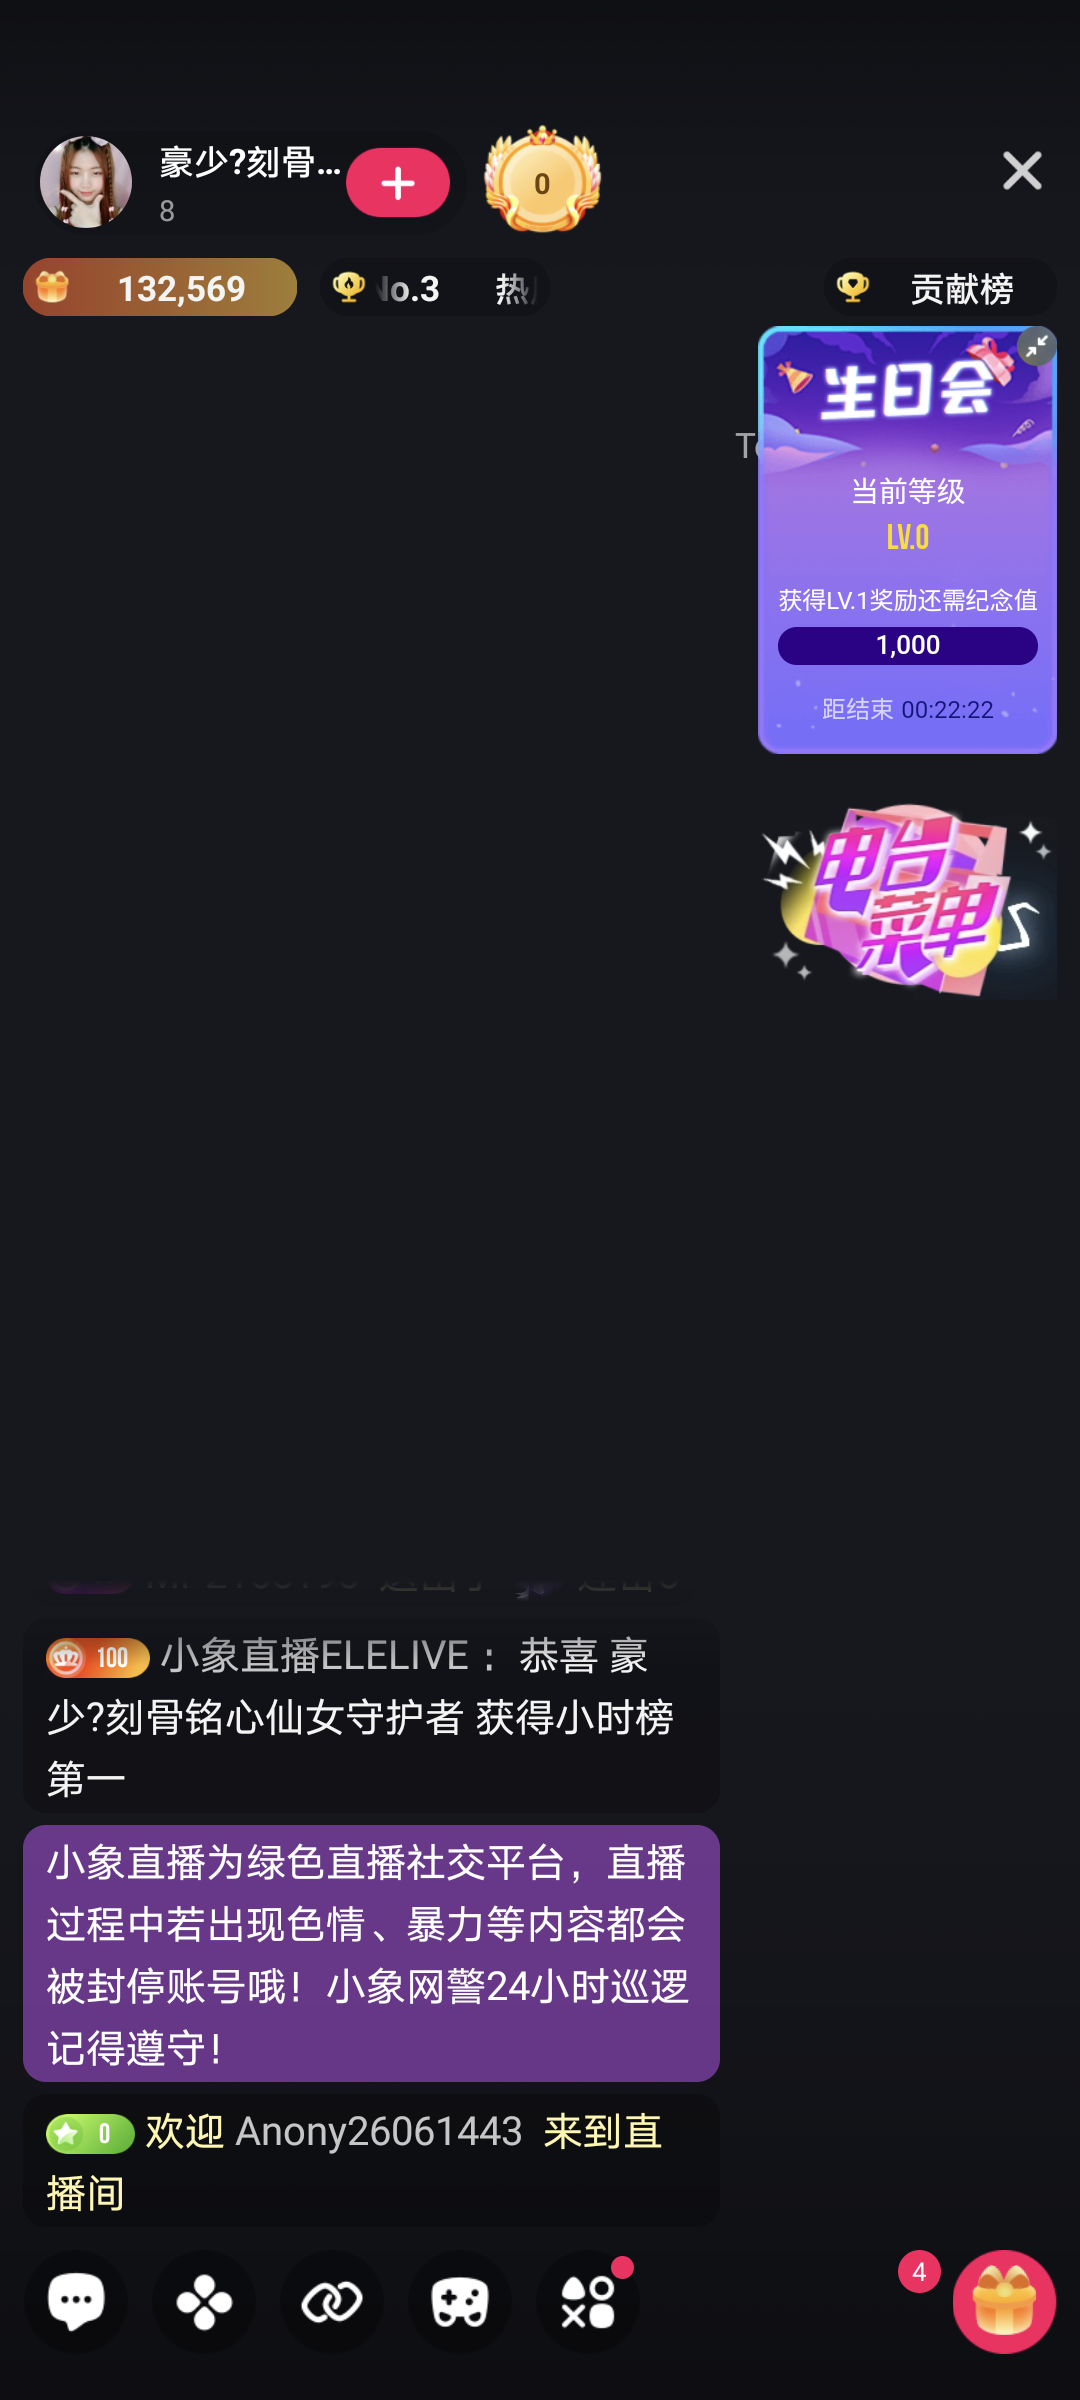 豪少?刻骨...
8
0
132,569
No.3 热
贡献榜
生日会
当前等级
LV.0
获得LV.1奖励还需纪念值
1,000
距结束 00:22:22
电台
菜单
100 小象直播ELELIVE： 恭喜 豪
少?刻骨铭心仙女守护者 获得小时榜
第一
小象直播为绿色直播社交平台，直播
过程中若出现色情、暴力等内容都会
被封停账号哦！小象网警24小时巡逻
记得遵守！
0 欢迎 Anony26061443 来到直
播间
4